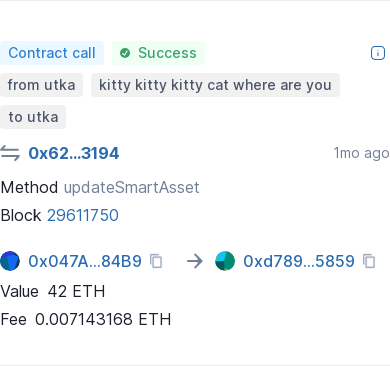 Contract call Success
from utka kitty kitty kitty cat where are you
to utka
0x62...3194 1mo ago
Method updateSmartAsset
Block 29611750
0x047A...84B9 0xd789...5859
Value 42 ETH
Fee 0.007143168 ETH